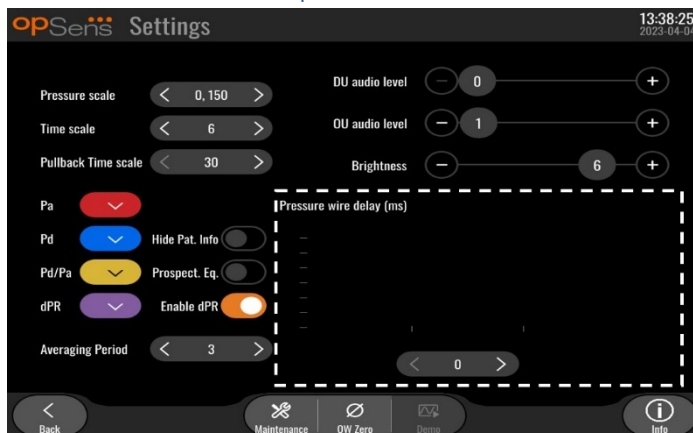 opSens Settings
13:38:25
2023-04-04
Pressure scale < 0, 150 >
Time scale < 6 >
Pullback Time scale < 30 >
DU audio level − 0 +
OU audio level − 1 +
Brightness − 6 +
Pa
Pd Hide Pat. Info
Pd/Pa Prospect. Eq.
dPR Enable dPR
Averaging Period < 3 >
Pressure wire delay (ms)
< 0 >
Back
Maintenance
OW Zero
Demo
Info